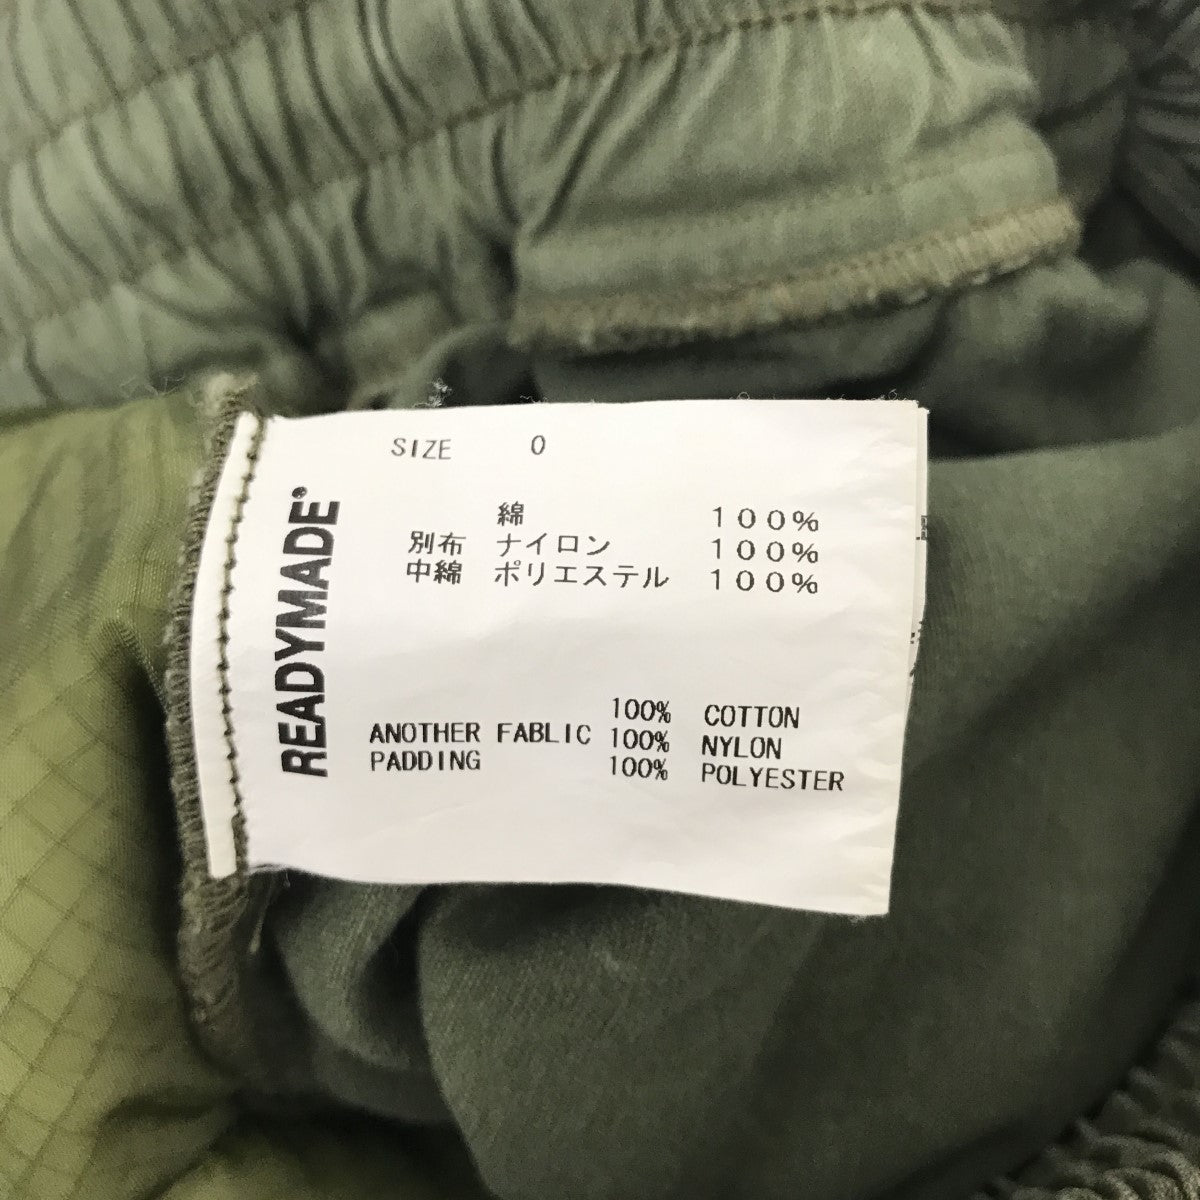 READYMADE®
SIZE 0
綿 100%
別布 ナイロン 100%
中綿 ポリエステル 100%
100% COTTON
ANOTHER FABLIC 100% NYLON
PADDING 100% POLYESTER